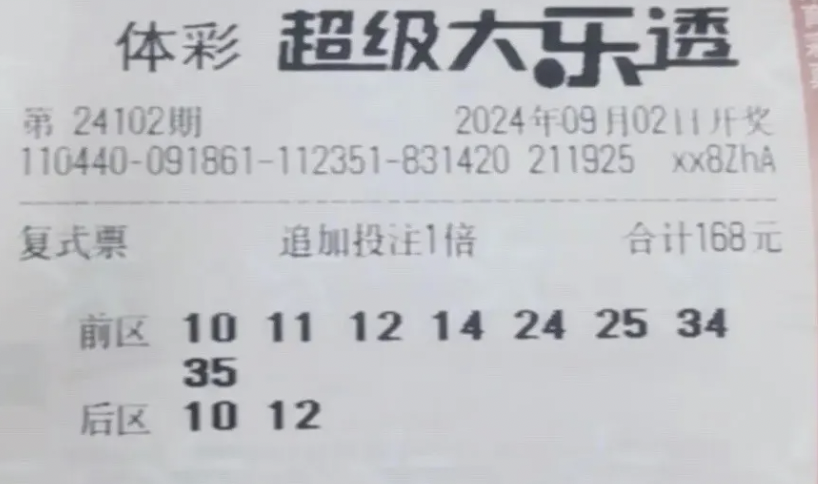 体彩 超级大乐透
第 24102期 2024年09月02日开奖
110440-091861-112351-831420 211925 xx8ZhA
复式票 追加投注1倍 合计168元
前区 10 11 12 14 24 25 34
35
后区 10 12